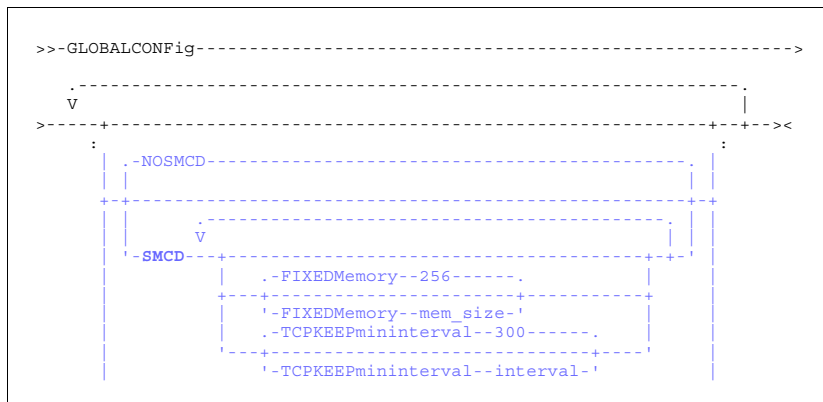 >>-GLOBALCONFig-------------------------------------------------------->
   .--------------------------------------------------------------.
   V                                                              |
>-----+--------------------------------------------------------+--+--><
     :                                                          :
      | .-NOSMCD---------------------------------------------. |
      | |                                                    | |
      +-+----------------------------------------------------+-+
      | |      .-------------------------------------------. | |
      | |      V                                           | | |
      | '-SMCD---+---------------------------------------+-+-' |
      |          |   .-FIXEDMemory--256------.           |     |
      |          +---+-----------------------+-----------+     |
      |          |   '-FIXEDMemory--mem_size-'           |     |
      |          |   .-TCPKEEPmininterval--300------.    |     |
      |          '---+------------------------------+----'     |
      |              '-TCPKEEPmininterval--interval-'          |